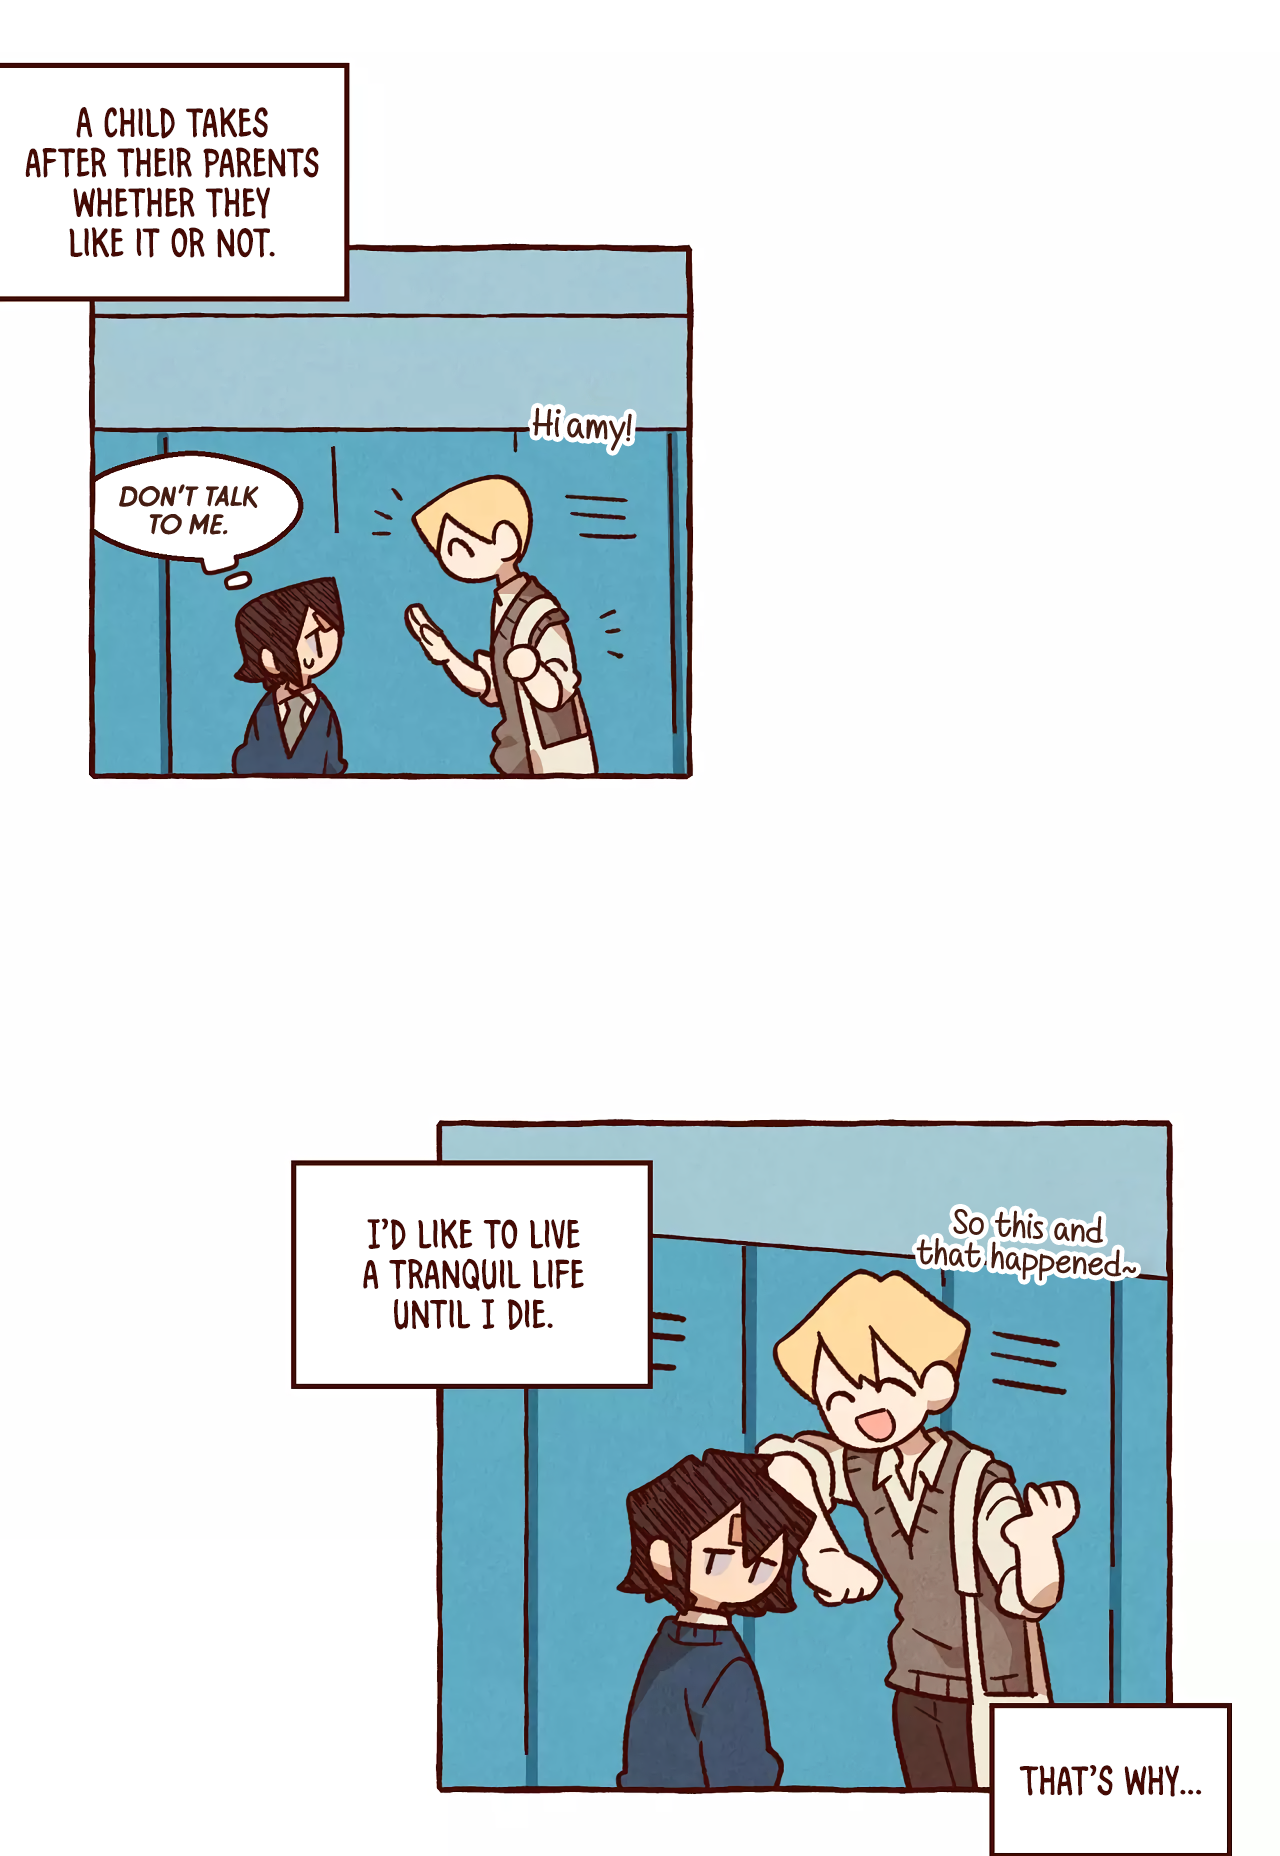 A CHILD TAKES
AFTER THEIR PARENTS
WHETHER THEY
LIKE IT OR NOT.
Hi amy!
DON'T TALK
TO ME.
I'D LIKE TO LIVE
A TRANQUIL LIFE
UNTIL I DIE.
So this and
that happened~
THAT'S WHY...